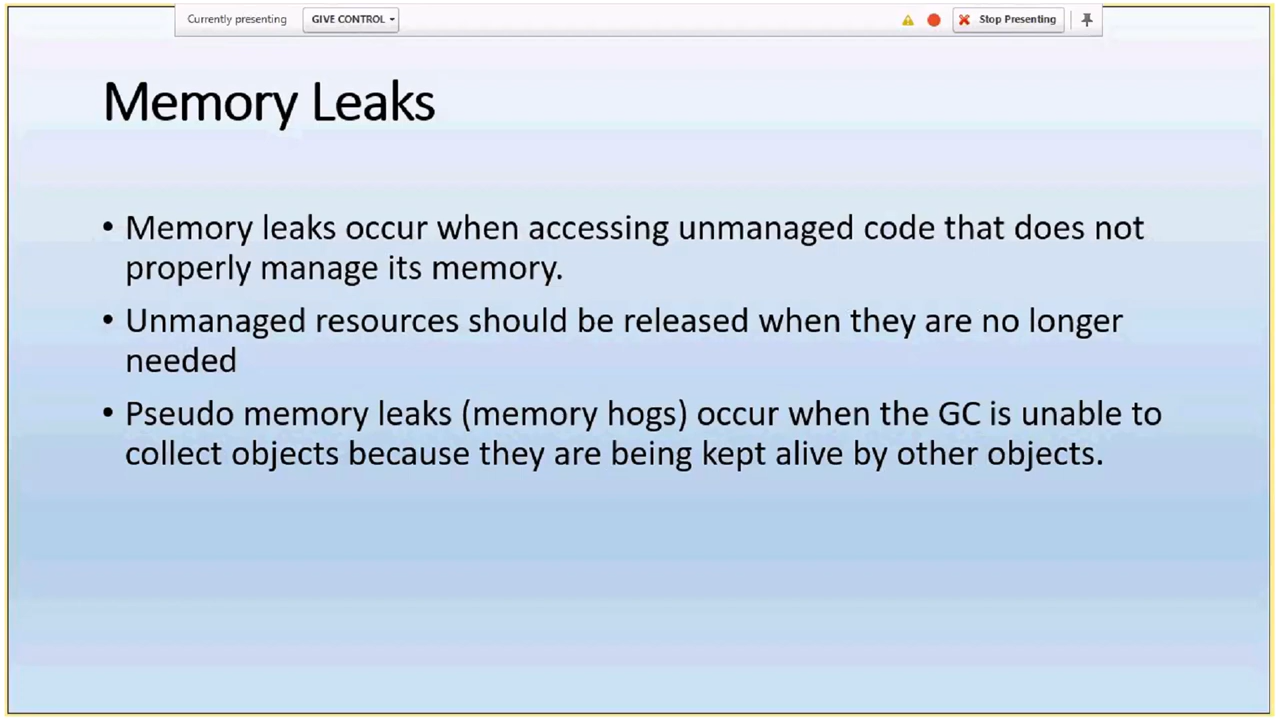 Currently presenting GIVE CONTROL Stop Presenting
Memory Leaks
• Memory leaks occur when accessing unmanaged code that does not
properly manage its memory.
• Unmanaged resources should be released when they are no longer
needed
• Pseudo memory leaks (memory hogs) occur when the GC is unable to
collect objects because they are being kept alive by other objects.